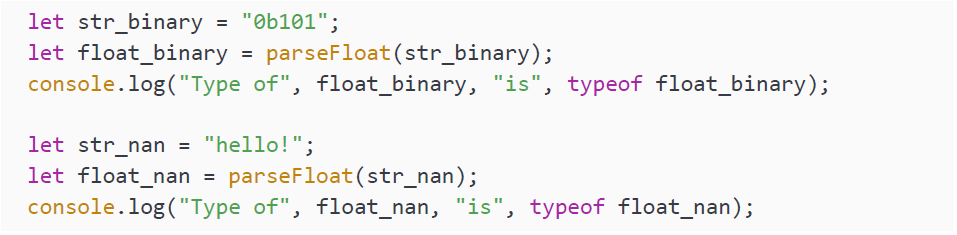 let str_binary = "0b101";
let float_binary = parseFloat(str_binary);
console.log("Type of", float_binary, "is", typeof float_binary);
let str_nan = "hello!";
let float_nan = parseFloat(str_nan);
console.log("Type of", float_nan, "is", typeof float_nan);